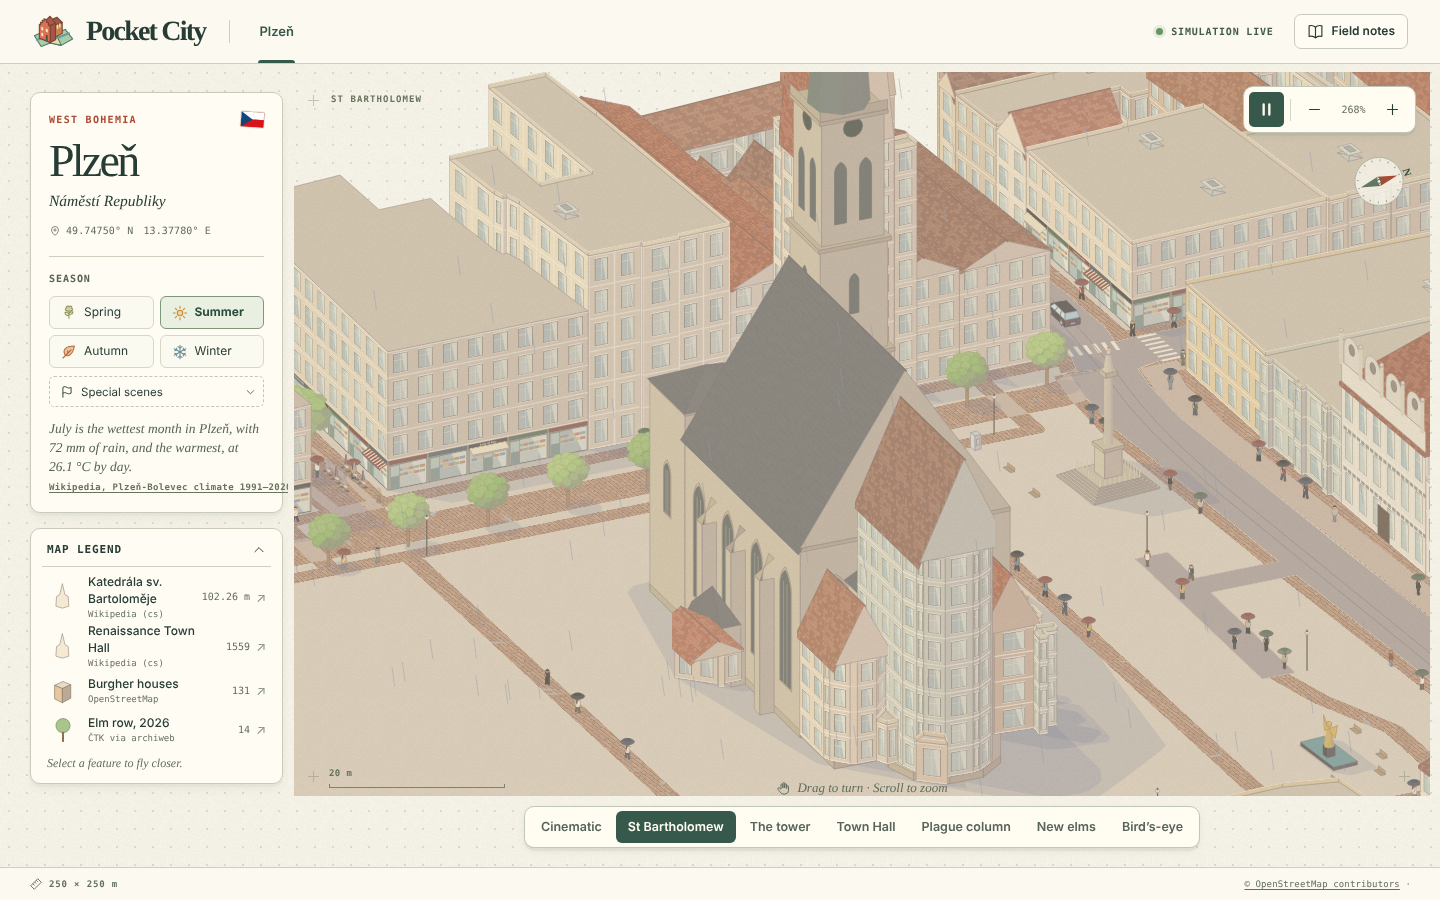 Pocket City
Plzeň
SIMULATION LIVE
Field notes
WEST BOHEMIA
Plzeň
Náměstí Republiky
49.74750° N 13.37780° E
SEASON
Spring
Summer
Autumn
Winter
Special scenes
July is the wettest month in Plzeň, with
72 mm of rain, and the warmest, at
26.1 °C by day.
Wikipedia, Plzeň-Bolevec climate 1991–2020
MAP LEGEND
Katedrála sv.
Bartoloměje
102.26 m
Wikipedia (cs)
Renaissance Town
Hall
1559
Wikipedia (cs)
Burgher houses
131
OpenStreetMap
Elm row, 2026
14
ČTK via archiweb
Select a feature to fly closer.
ST BARTHOLOMEW
268%
N
20 m
Drag to turn · Scroll to zoom
Cinematic
St Bartholomew
The tower
Town Hall
Plague column
New elms
Bird's-eye
250 × 250 m
© OpenStreetMap contributors ·